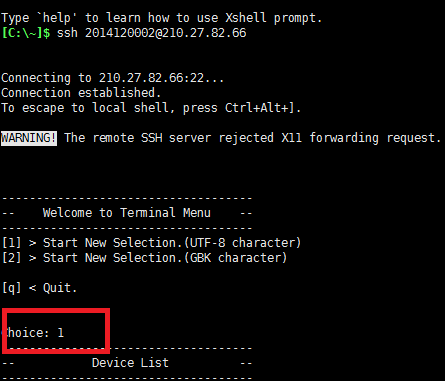 Type `help' to learn how to use Xshell prompt.
[C:\~]$ ssh 2014120002@210.27.82.66
Connecting to 210.27.82.66:22...
Connection established.
To escape to local shell, press Ctrl+Alt+].
WARNING! The remote SSH server rejected X11 forwarding request.
-----------------------------------
--    Welcome to Terminal Menu    --
-----------------------------------
[1] > Start New Selection.(UTF-8 character)
[2] > Start New Selection.(GBK character)
[q] < Quit.
Choice: 1
-----------------------------------
--           Device List          --
-----------------------------------